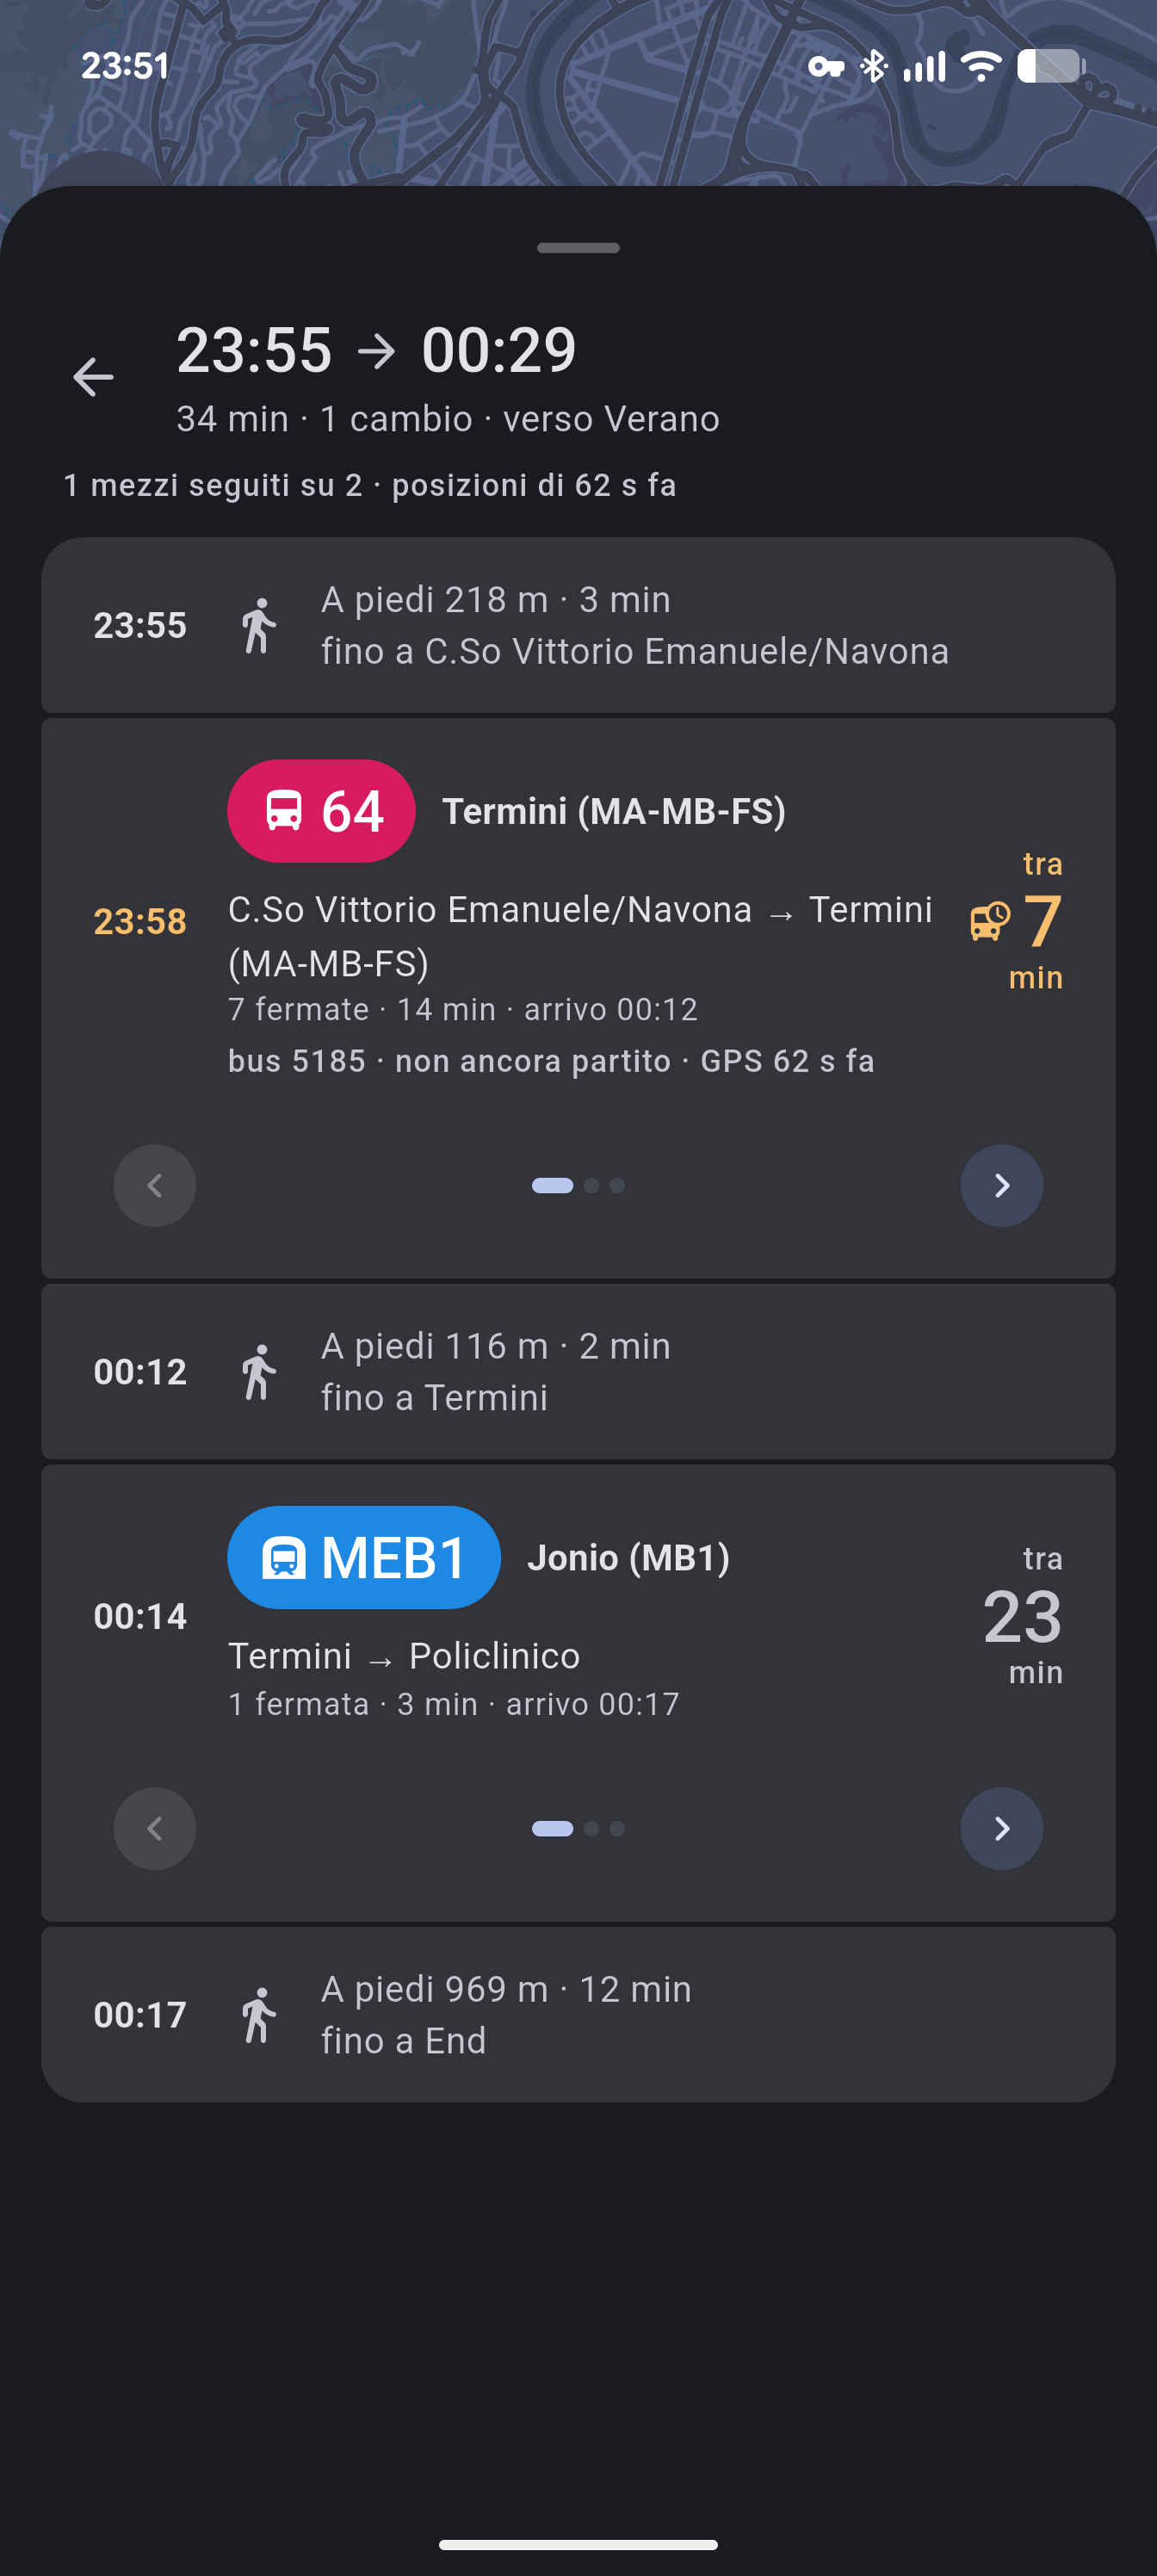 23:51
23:55 → 00:29
34 min · 1 cambio · verso Verano
1 mezzi seguiti su 2 · posizioni di 62 s fa
23:55
A piedi 218 m · 3 min
fino a C.So Vittorio Emanuele/Navona
64
Termini (MA-MB-FS)
23:58
C.So Vittorio Emanuele/Navona → Termini
(MA-MB-FS)
7 fermate · 14 min · arrivo 00:12
bus 5185 · non ancora partito · GPS 62 s fa
tra
7
min
00:12
A piedi 116 m · 2 min
fino a Termini
MEB1
Jonio (MB1)
00:14
Termini → Policlinico
1 fermata · 3 min · arrivo 00:17
tra
23
min
00:17
A piedi 969 m · 12 min
fino a End